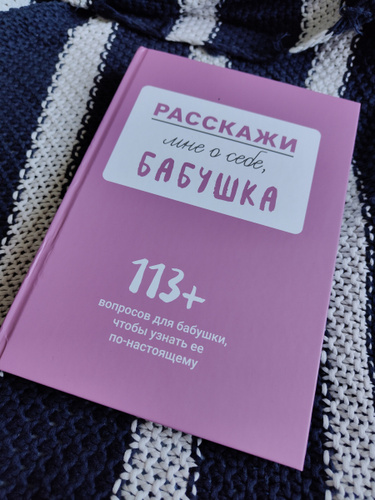 РАССКАЖИ
мне о себе,
БАБУШКА
113+
вопросов для бабушки,
чтобы узнать ее
по-настоящему